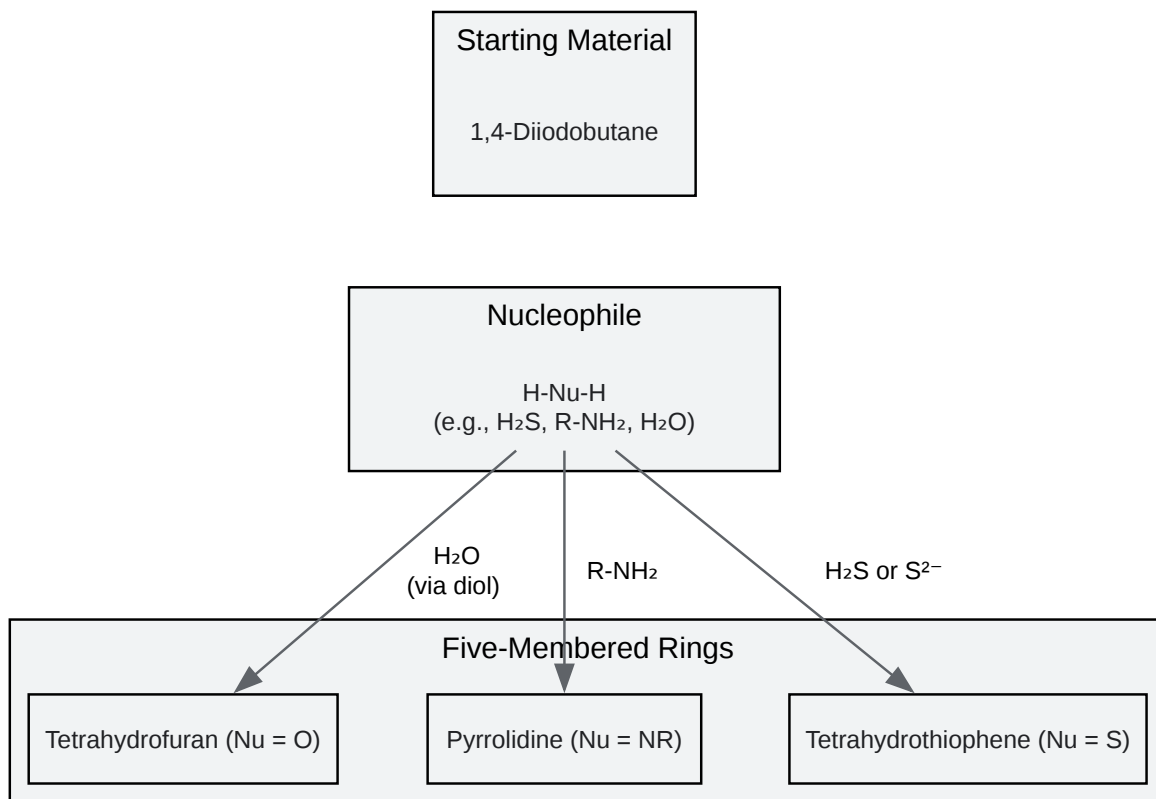 Starting Material
1,4-Diiodobutane
Nucleophile
H-Nu-H
(e.g., H₂S, R-NH₂, H₂O)
H₂O
(via diol)
R-NH₂
H₂S or S²⁻
Five-Membered Rings
Tetrahydrofuran (Nu = O)
Pyrrolidine (Nu = NR)
Tetrahydrothiophene (Nu = S)